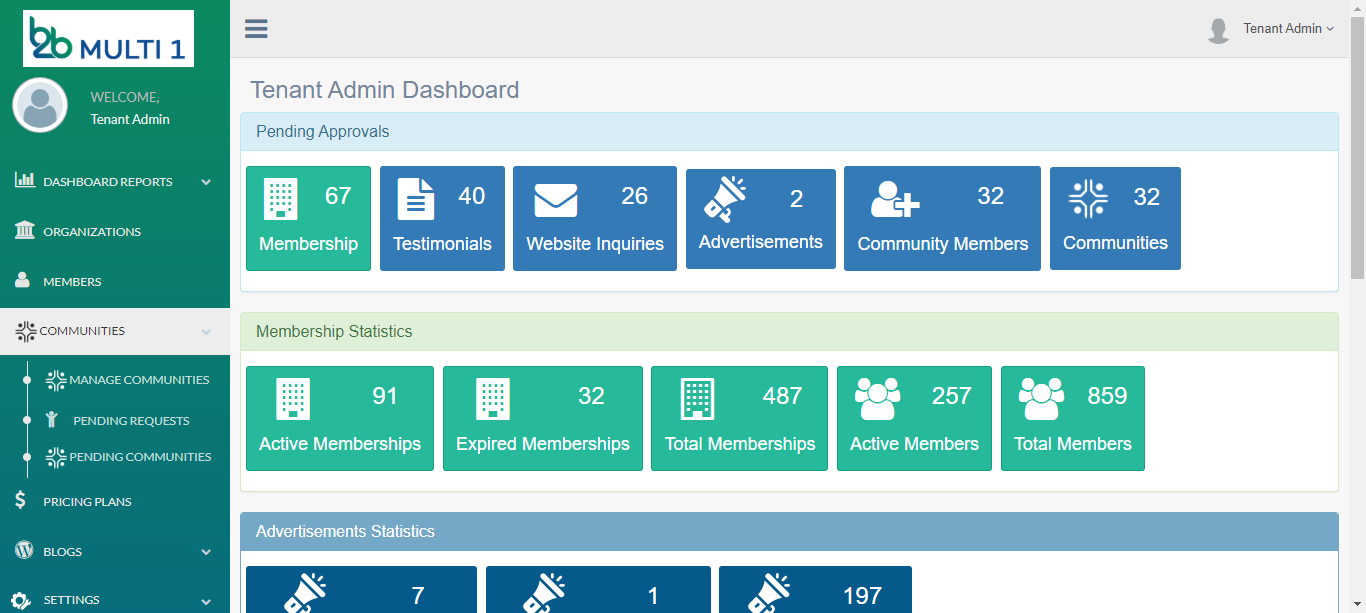 b2b MULTI 1
WELCOME,
Tenant Admin
DASHBOARD REPORTS
ORGANIZATIONS
MEMBERS
COMMUNITIES
MANAGE COMMUNITIES
PENDING REQUESTS
PENDING COMMUNITIES
PRICING PLANS
BLOGS
SETTINGS
Tenant Admin
Tenant Admin Dashboard
Pending Approvals
67
Membership
40
Testimonials
26
Website Inquiries
2
Advertisements
32
Community Members
32
Communities
Membership Statistics
91
Active Memberships
32
Expired Memberships
487
Total Memberships
257
Active Members
859
Total Members
Advertisements Statistics
7
1
197